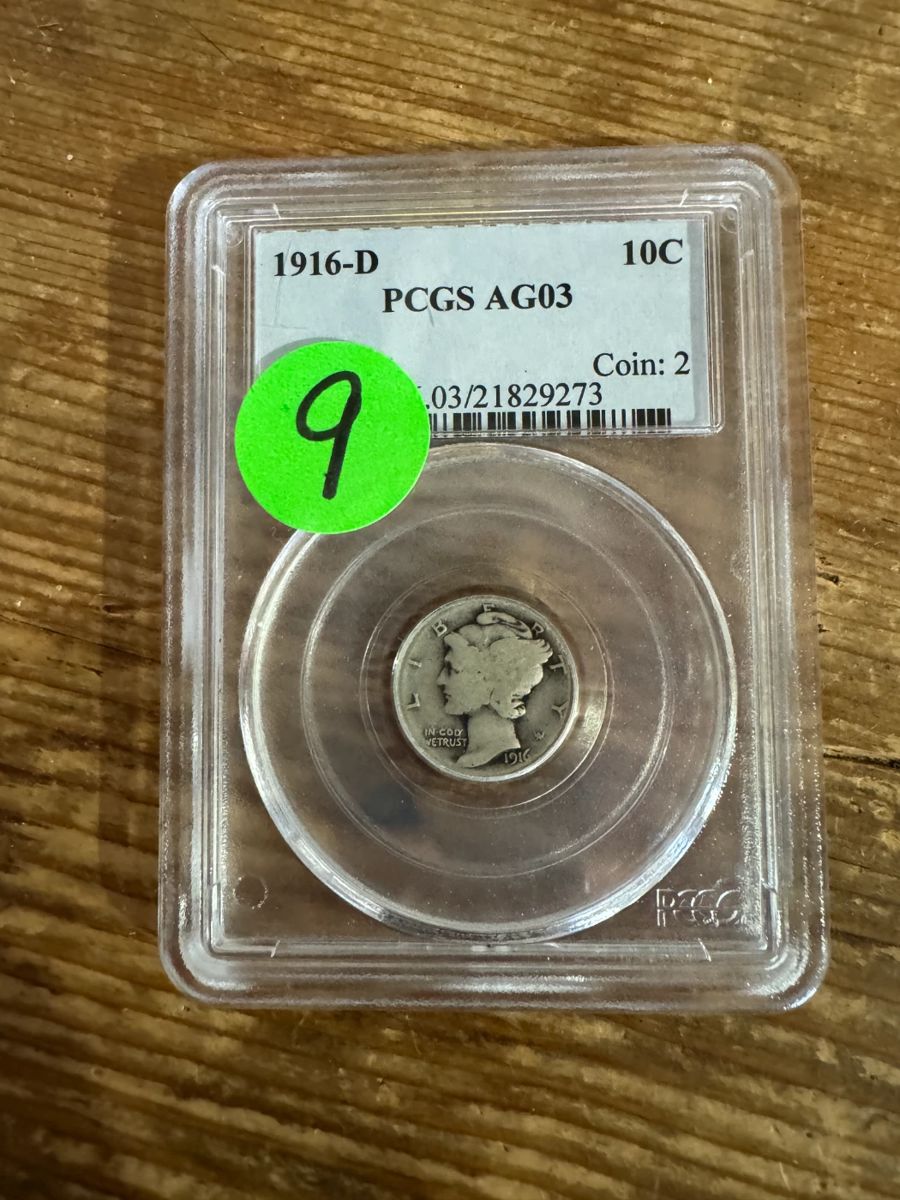 1916-D 10C
PCGS AG03
Coin: 2
.03/21829273
9
LIBERTY
IN·GOD
WE TRUST
1916
PCGS